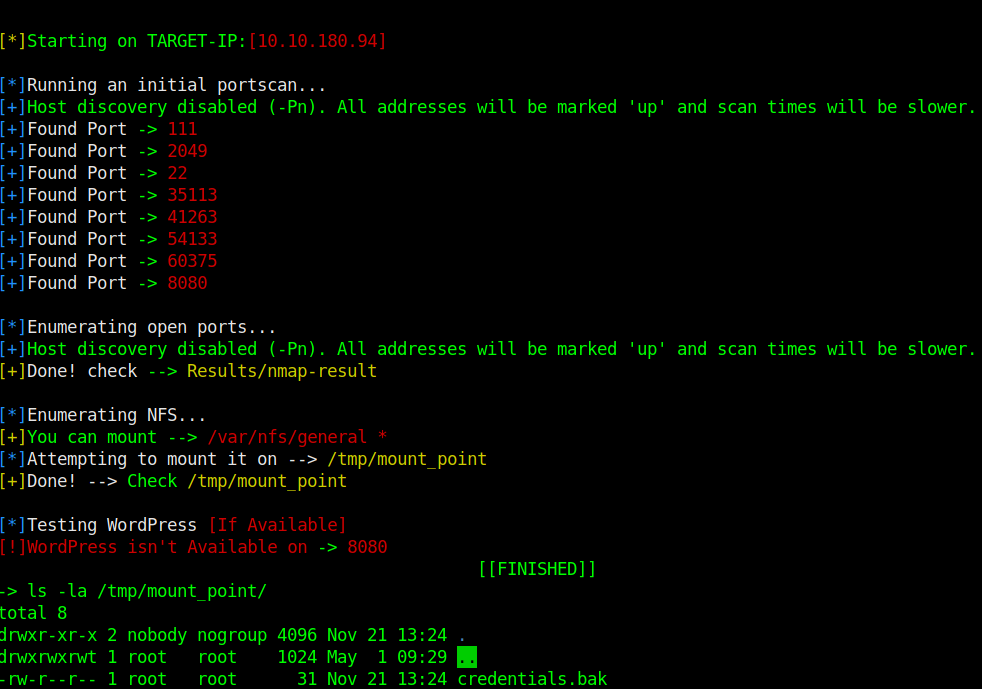 [*]Starting on TARGET-IP:[10.10.180.94]
[*]Running an initial portscan...
[+]Host discovery disabled (-Pn). All addresses will be marked 'up' and scan times will be slower.
[+]Found Port -> 111
[+]Found Port -> 2049
[+]Found Port -> 22
[+]Found Port -> 35113
[+]Found Port -> 41263
[+]Found Port -> 54133
[+]Found Port -> 60375
[+]Found Port -> 8080
[*]Enumerating open ports...
[+]Host discovery disabled (-Pn). All addresses will be marked 'up' and scan times will be slower.
[+]Done! check --> Results/nmap-result
[*]Enumerating NFS...
[+]You can mount --> /var/nfs/general *
[*]Attempting to mount it on --> /tmp/mount_point
[+]Done! --> Check /tmp/mount_point
[*]Testing WordPress [If Available]
[!]WordPress isn't Available on -> 8080
[[FINISHED]]
-> ls -la /tmp/mount_point/
total 8
drwxr-xr-x 2 nobody nogroup 4096 Nov 21 13:24 .
drwxrwxrwt 1 root   root    1024 May  1 09:29 ..
-rw-r--r-- 1 root   root      31 Nov 21 13:24 credentials.bak